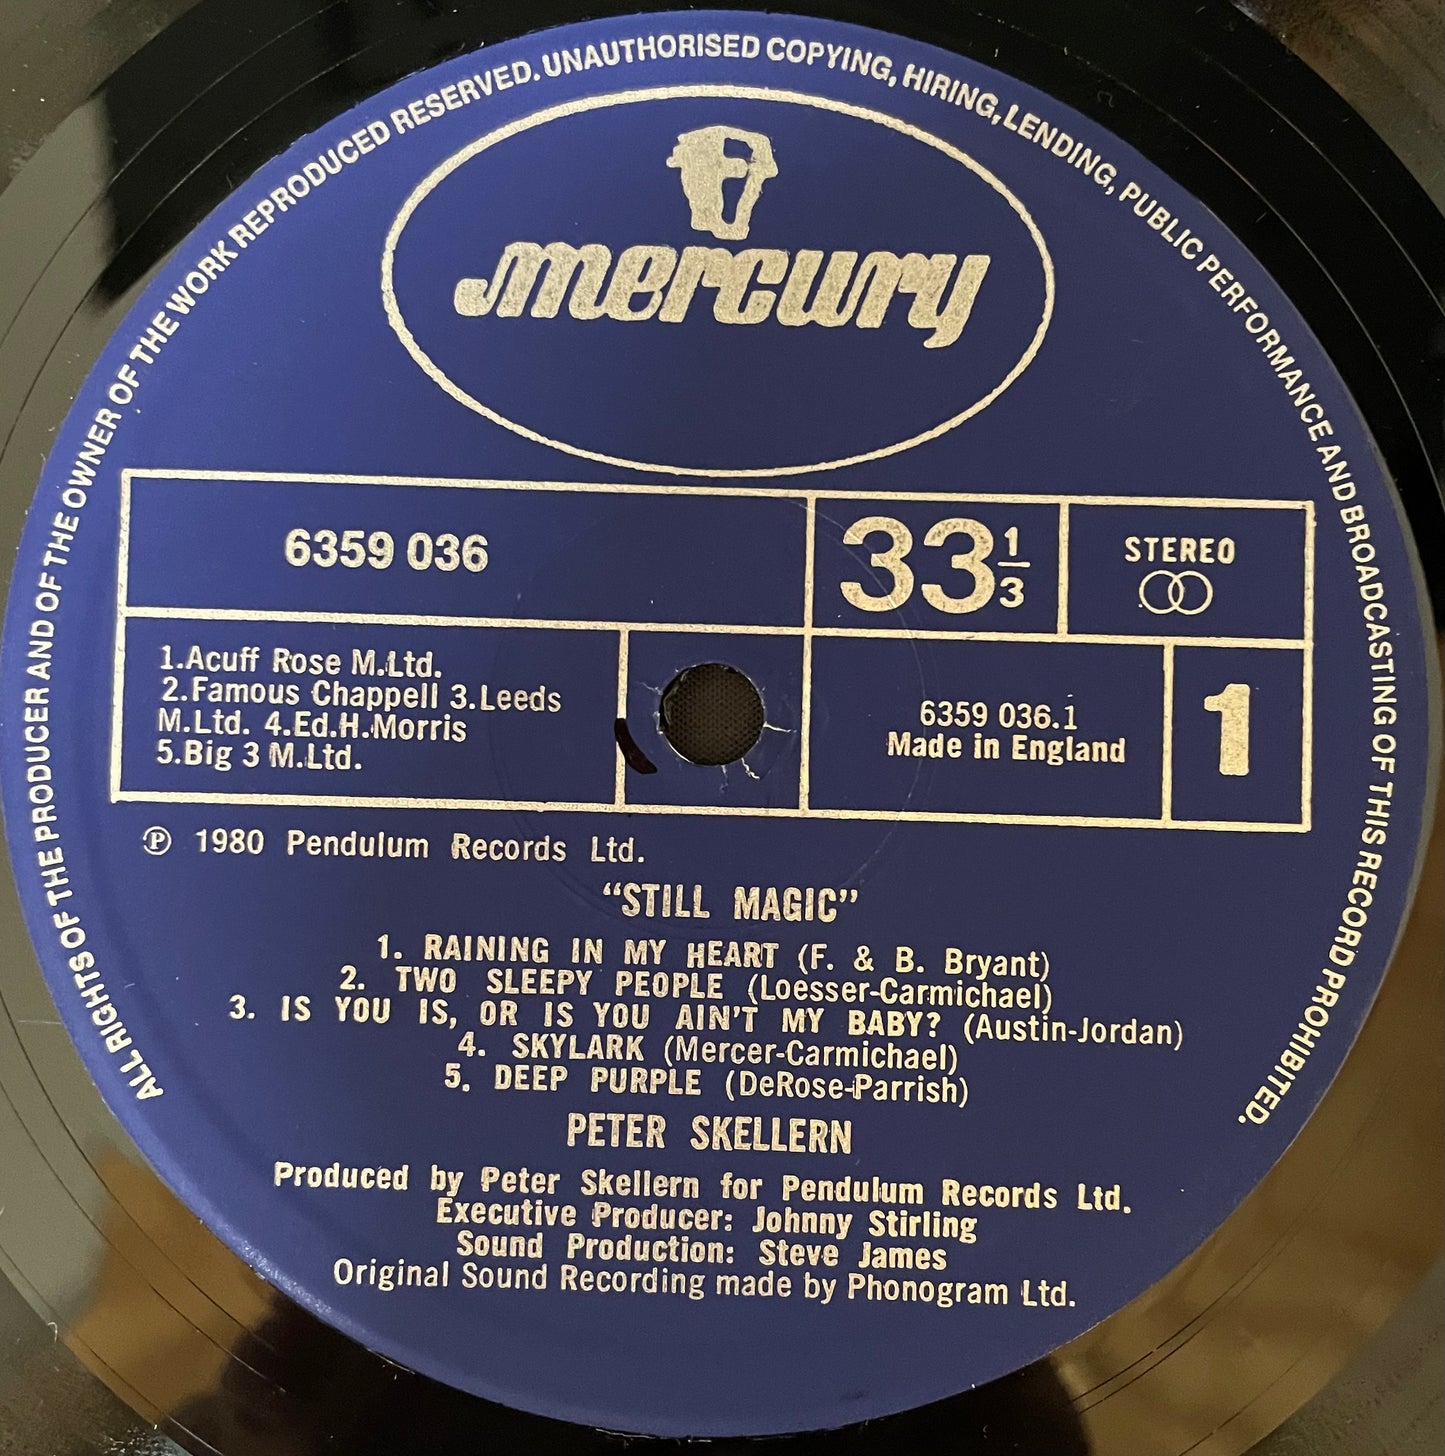 ALL RIGHTS OF THE PRODUCER AND OF THE OWNER OF THE WORK REPRODUCED RESERVED. UNAUTHORISED COPYING, HIRING, LENDING, PUBLIC PERFORMANCE AND BROADCASTING OF THIS RECORD PROHIBITED.
mercury
6359 036
33 1/3
STEREO
1.Acuff Rose M.Ltd.
2.Famous Chappell 3.Leeds
M.Ltd. 4.Ed.H.Morris
5.Big 3 M.Ltd.
6359 036.1
Made in England
1
℗ 1980 Pendulum Records Ltd.
“STILL MAGIC”
1. RAINING IN MY HEART (F. & B. Bryant)
2. TWO SLEEPY PEOPLE (Loesser-Carmichael)
3. IS YOU IS, OR IS YOU AIN'T MY BABY? (Austin-Jordan)
4. SKYLARK (Mercer-Carmichael)
5. DEEP PURPLE (DeRose-Parrish)
PETER SKELLERN
Produced by Peter Skellern for Pendulum Records Ltd.
Executive Producer: Johnny Stirling
Sound Production: Steve James
Original Sound Recording made by Phonogram Ltd.